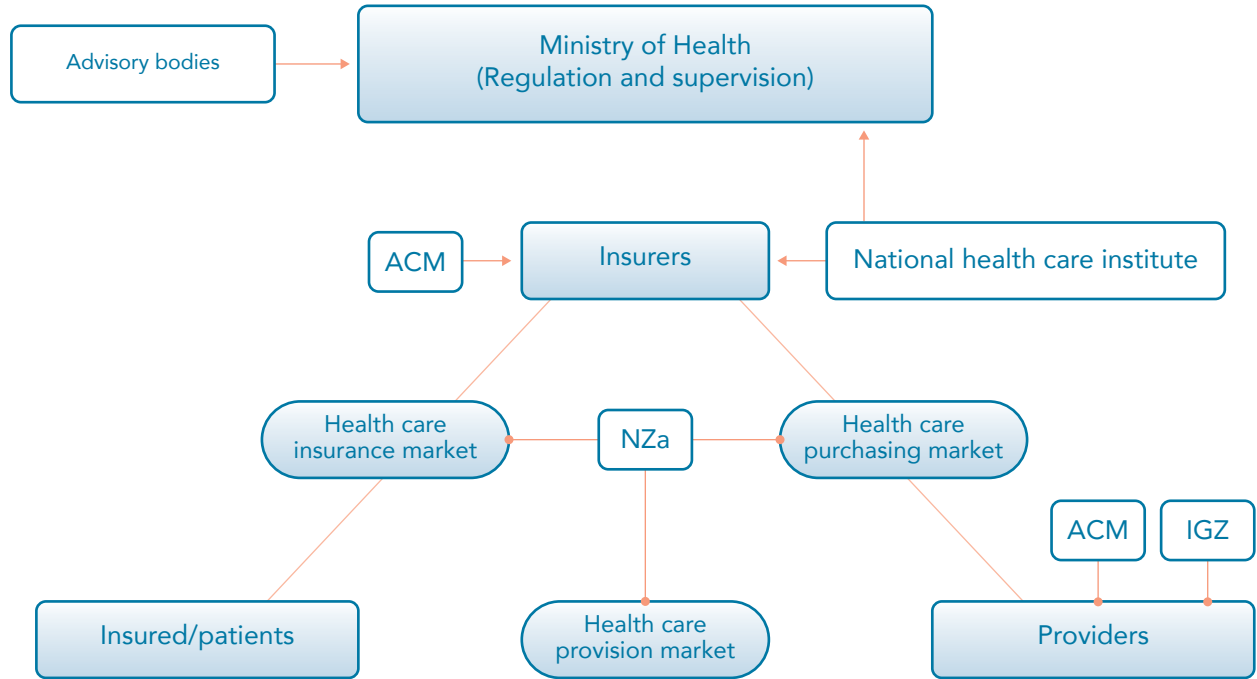 Advisory bodies
Ministry of Health
(Regulation and supervision)
ACM
Insurers
National health care institute
Health care
insurance market
NZa
Health care
purchasing market
ACM
IGZ
Insured/patients
Health care
provision market
Providers